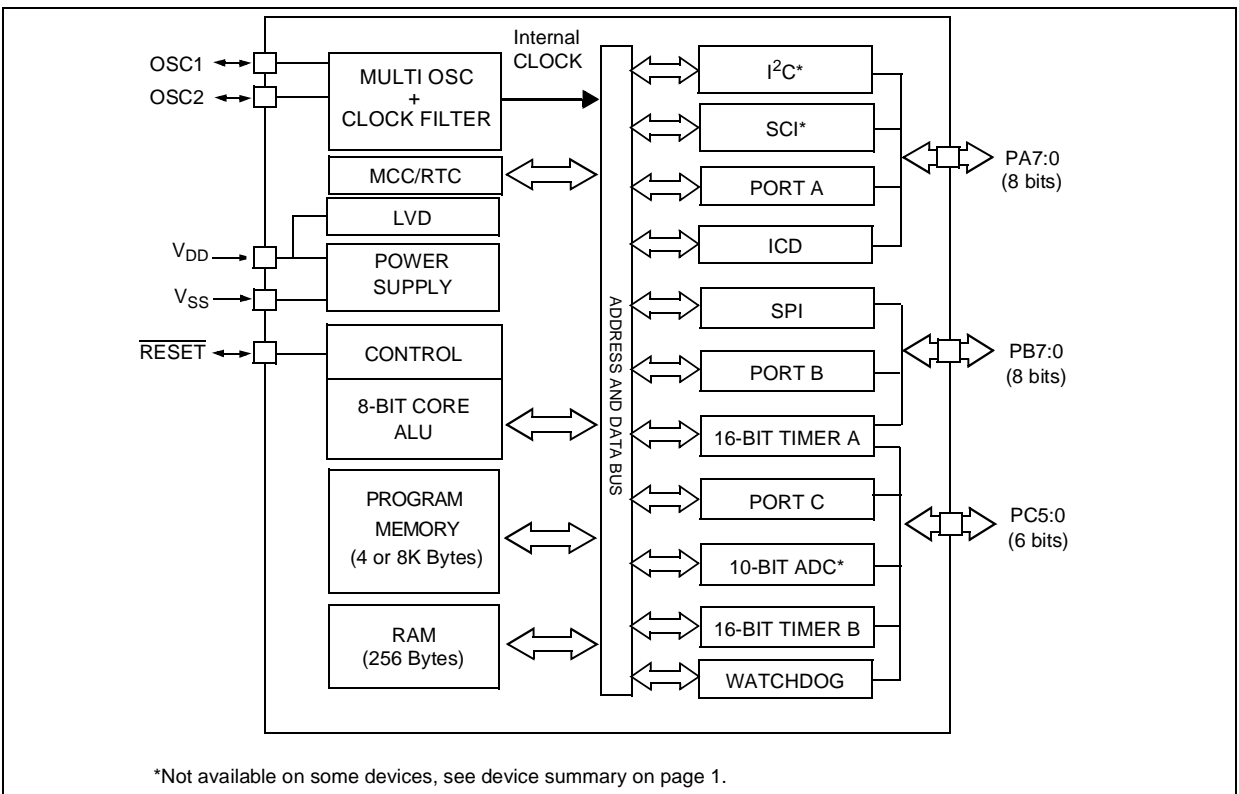 OSC1
OSC2
MULTI OSC
+
CLOCK FILTER
Internal
CLOCK
MCC/RTC
LVD
VDD
POWER
SUPPLY
VSS
RESET
CONTROL
8-BIT CORE
ALU
PROGRAM
MEMORY
(4 or 8K Bytes)
RAM
(256 Bytes)
ADDRESS AND DATA BUS
I²C*
SCI*
PORT A
ICD
PA7:0
(8 bits)
SPI
PORT B
16-BIT TIMER A
PB7:0
(8 bits)
PORT C
10-BIT ADC*
16-BIT TIMER B
WATCHDOG
PC5:0
(6 bits)
*Not available on some devices, see device summary on page 1.